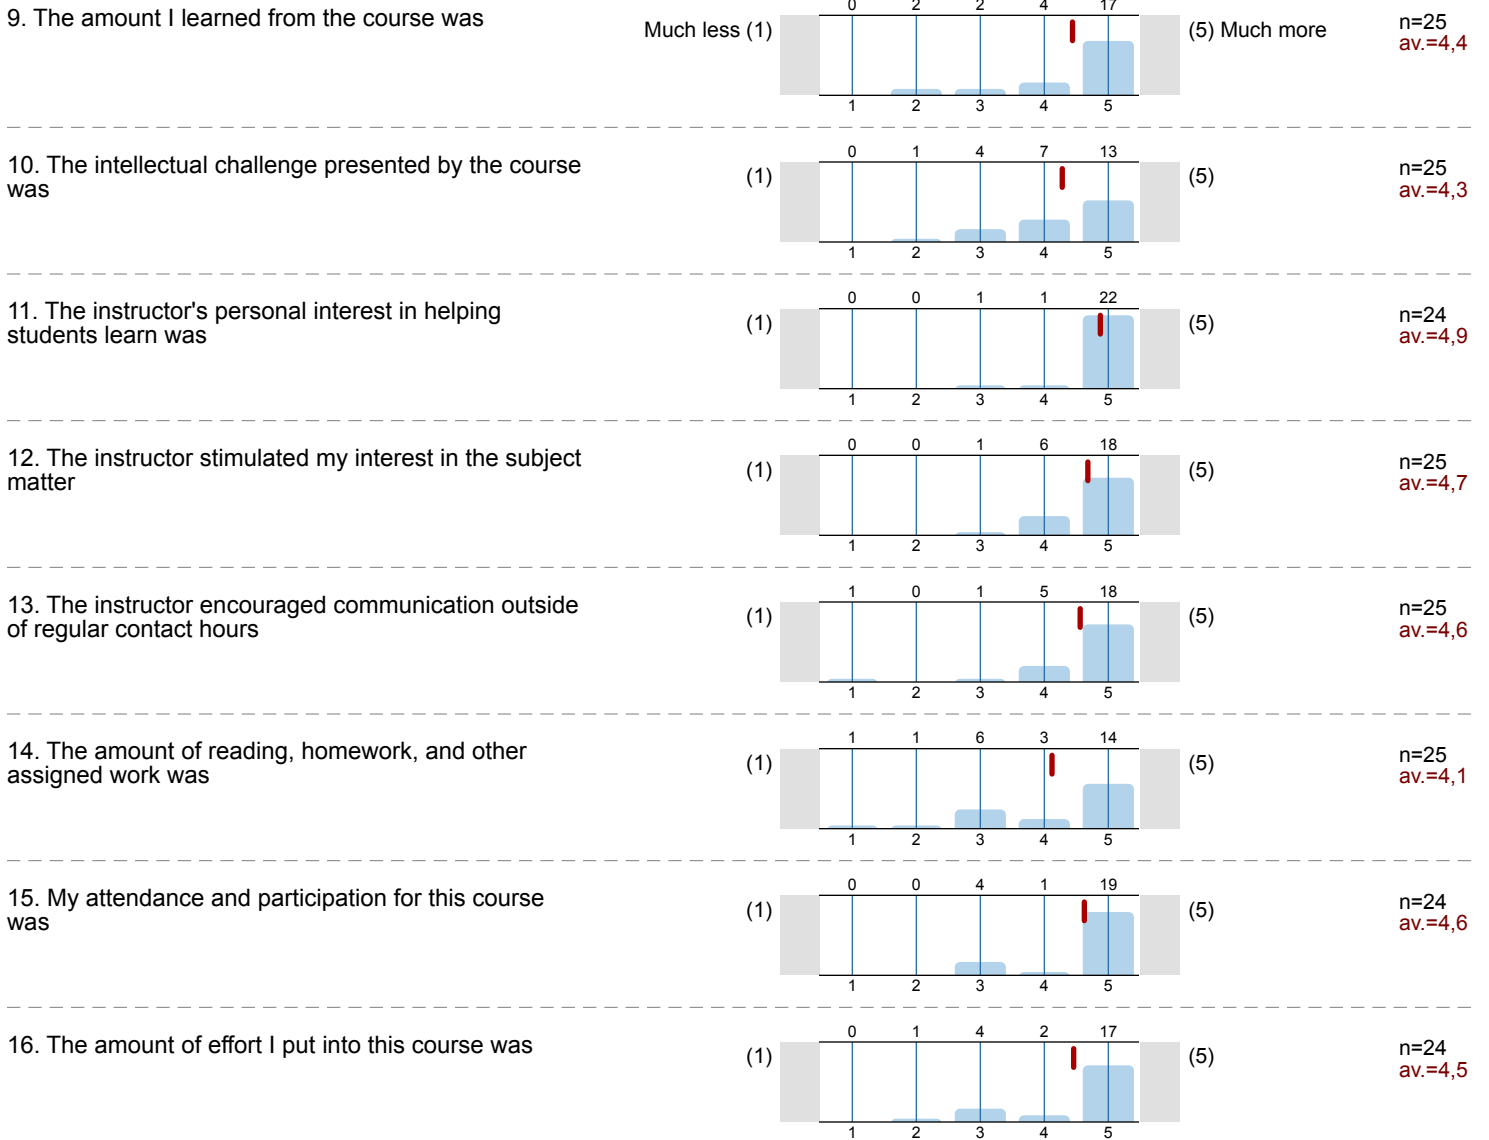 9. The amount I learned from the course was
0 2 2 4 17
Much less (1)
(5) Much more
n=25
av.=4,4
1 2 3 4 5
10. The intellectual challenge presented by the course
was
0 1 4 7 13
(1)
(5)
n=25
av.=4,3
1 2 3 4 5
11. The instructor's personal interest in helping
students learn was
0 0 1 1 22
(1)
(5)
n=24
av.=4,9
1 2 3 4 5
12. The instructor stimulated my interest in the subject
matter
0 0 1 6 18
(1)
(5)
n=25
av.=4,7
1 2 3 4 5
13. The instructor encouraged communication outside
of regular contact hours
1 0 1 5 18
(1)
(5)
n=25
av.=4,6
1 2 3 4 5
14. The amount of reading, homework, and other
assigned work was
1 1 6 3 14
(1)
(5)
n=25
av.=4,1
1 2 3 4 5
15. My attendance and participation for this course
was
0 0 4 1 19
(1)
(5)
n=24
av.=4,6
1 2 3 4 5
16. The amount of effort I put into this course was
0 1 4 2 17
(1)
(5)
n=24
av.=4,5
1 2 3 4 5